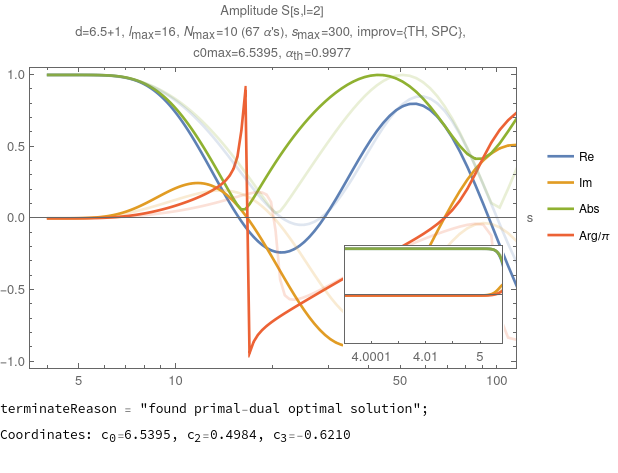 Amplitude S[s,l=2]
d=6.5+1, lmax=16, Nmax=10 (67 α's), smax=300, improv={TH, SPC},
c0max=6.5395, αth=0.9977
1.0
0.5
0.0
s
-0.5
-1.0
5
10
50
100
4.0001
4.01
5
Re
Im
Abs
Arg/π
terminateReason = "found primal-dual optimal solution";
Coordinates: c0=6.5395, c2=0.4984, c3=-0.6210